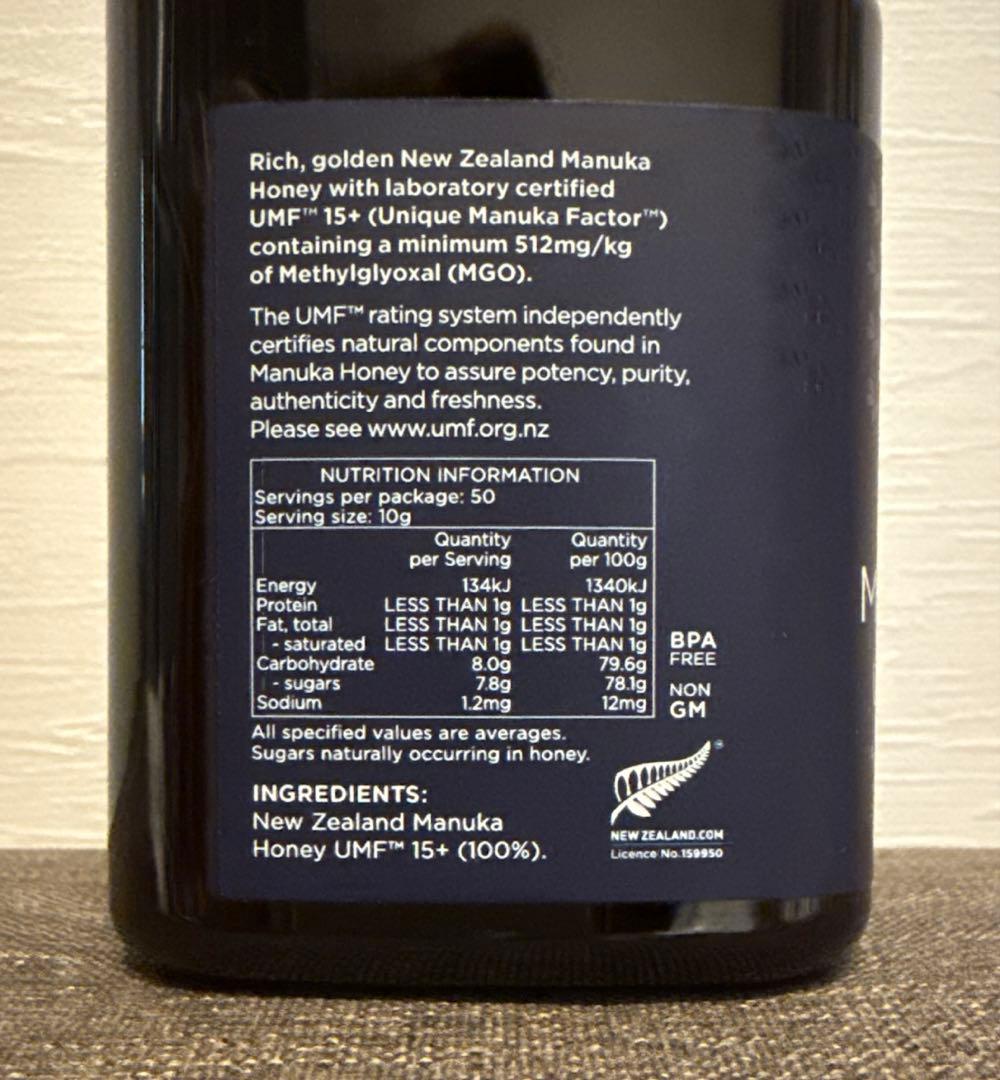 Rich, golden New Zealand Manuka
Honey with laboratory certified
UMF™ 15+ (Unique Manuka Factor™)
containing a minimum 512mg/kg
of Methylglyoxal (MGO).
The UMF™ rating system independently
certifies natural components found in
Manuka Honey to assure potency, purity,
authenticity and freshness.
Please see www.umf.org.nz
NUTRITION INFORMATION
Servings per package: 50
Serving size: 10g
Quantity Quantity
per Serving per 100g
Energy 134kJ 1340kJ
Protein LESS THAN 1g LESS THAN 1g
Fat, total LESS THAN 1g LESS THAN 1g
- saturated LESS THAN 1g LESS THAN 1g
Carbohydrate 8.0g 79.6g
- sugars 7.8g 78.1g
Sodium 1.2mg 12mg
All specified values are averages.
Sugars naturally occurring in honey.
BPA
FREE
NON
GM
INGREDIENTS:
New Zealand Manuka
Honey UMF™ 15+ (100%).
®
NEWZEALAND.COM
Licence No.159950
M